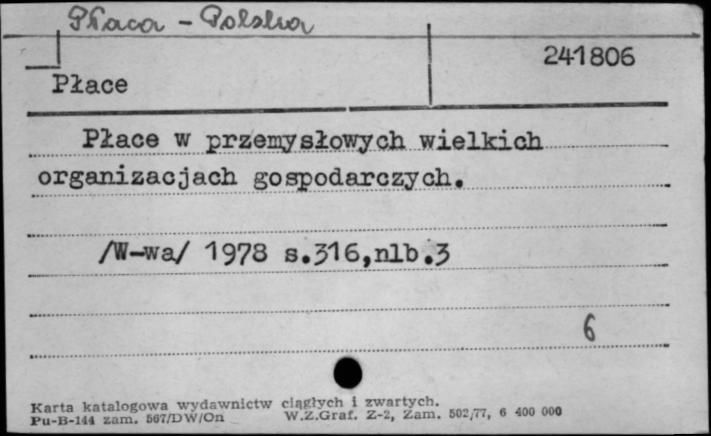 Płaca - Polska
241806
Płace
Płace w przemysłowych wielkich
organizacjach gospodarczych.
/W-wa/ 1978 s.316,nlb.3
6
Karta katalogowa wydawnictw ciągłych i zwartych.
Pu-B-144 zam. 567/DW/On W.Z.Graf. Z-2, Zam. 502/77, 6 400 000